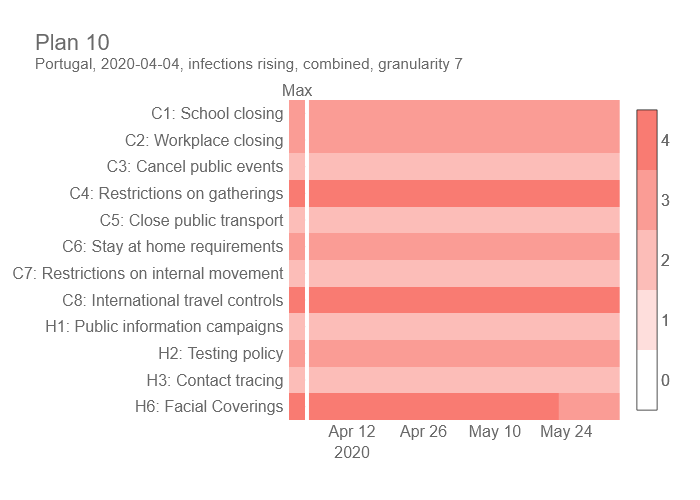 Plan 10
Portugal, 2020-04-04, infections rising, combined, granularity 7
Max
C1: School closing
C2: Workplace closing
C3: Cancel public events
C4: Restrictions on gatherings
C5: Close public transport
C6: Stay at home requirements
C7: Restrictions on internal movement
C8: International travel controls
H1: Public information campaigns
H2: Testing policy
H3: Contact tracing
H6: Facial Coverings
Apr 12 Apr 26 May 10 May 24
2020
4
3
2
1
0